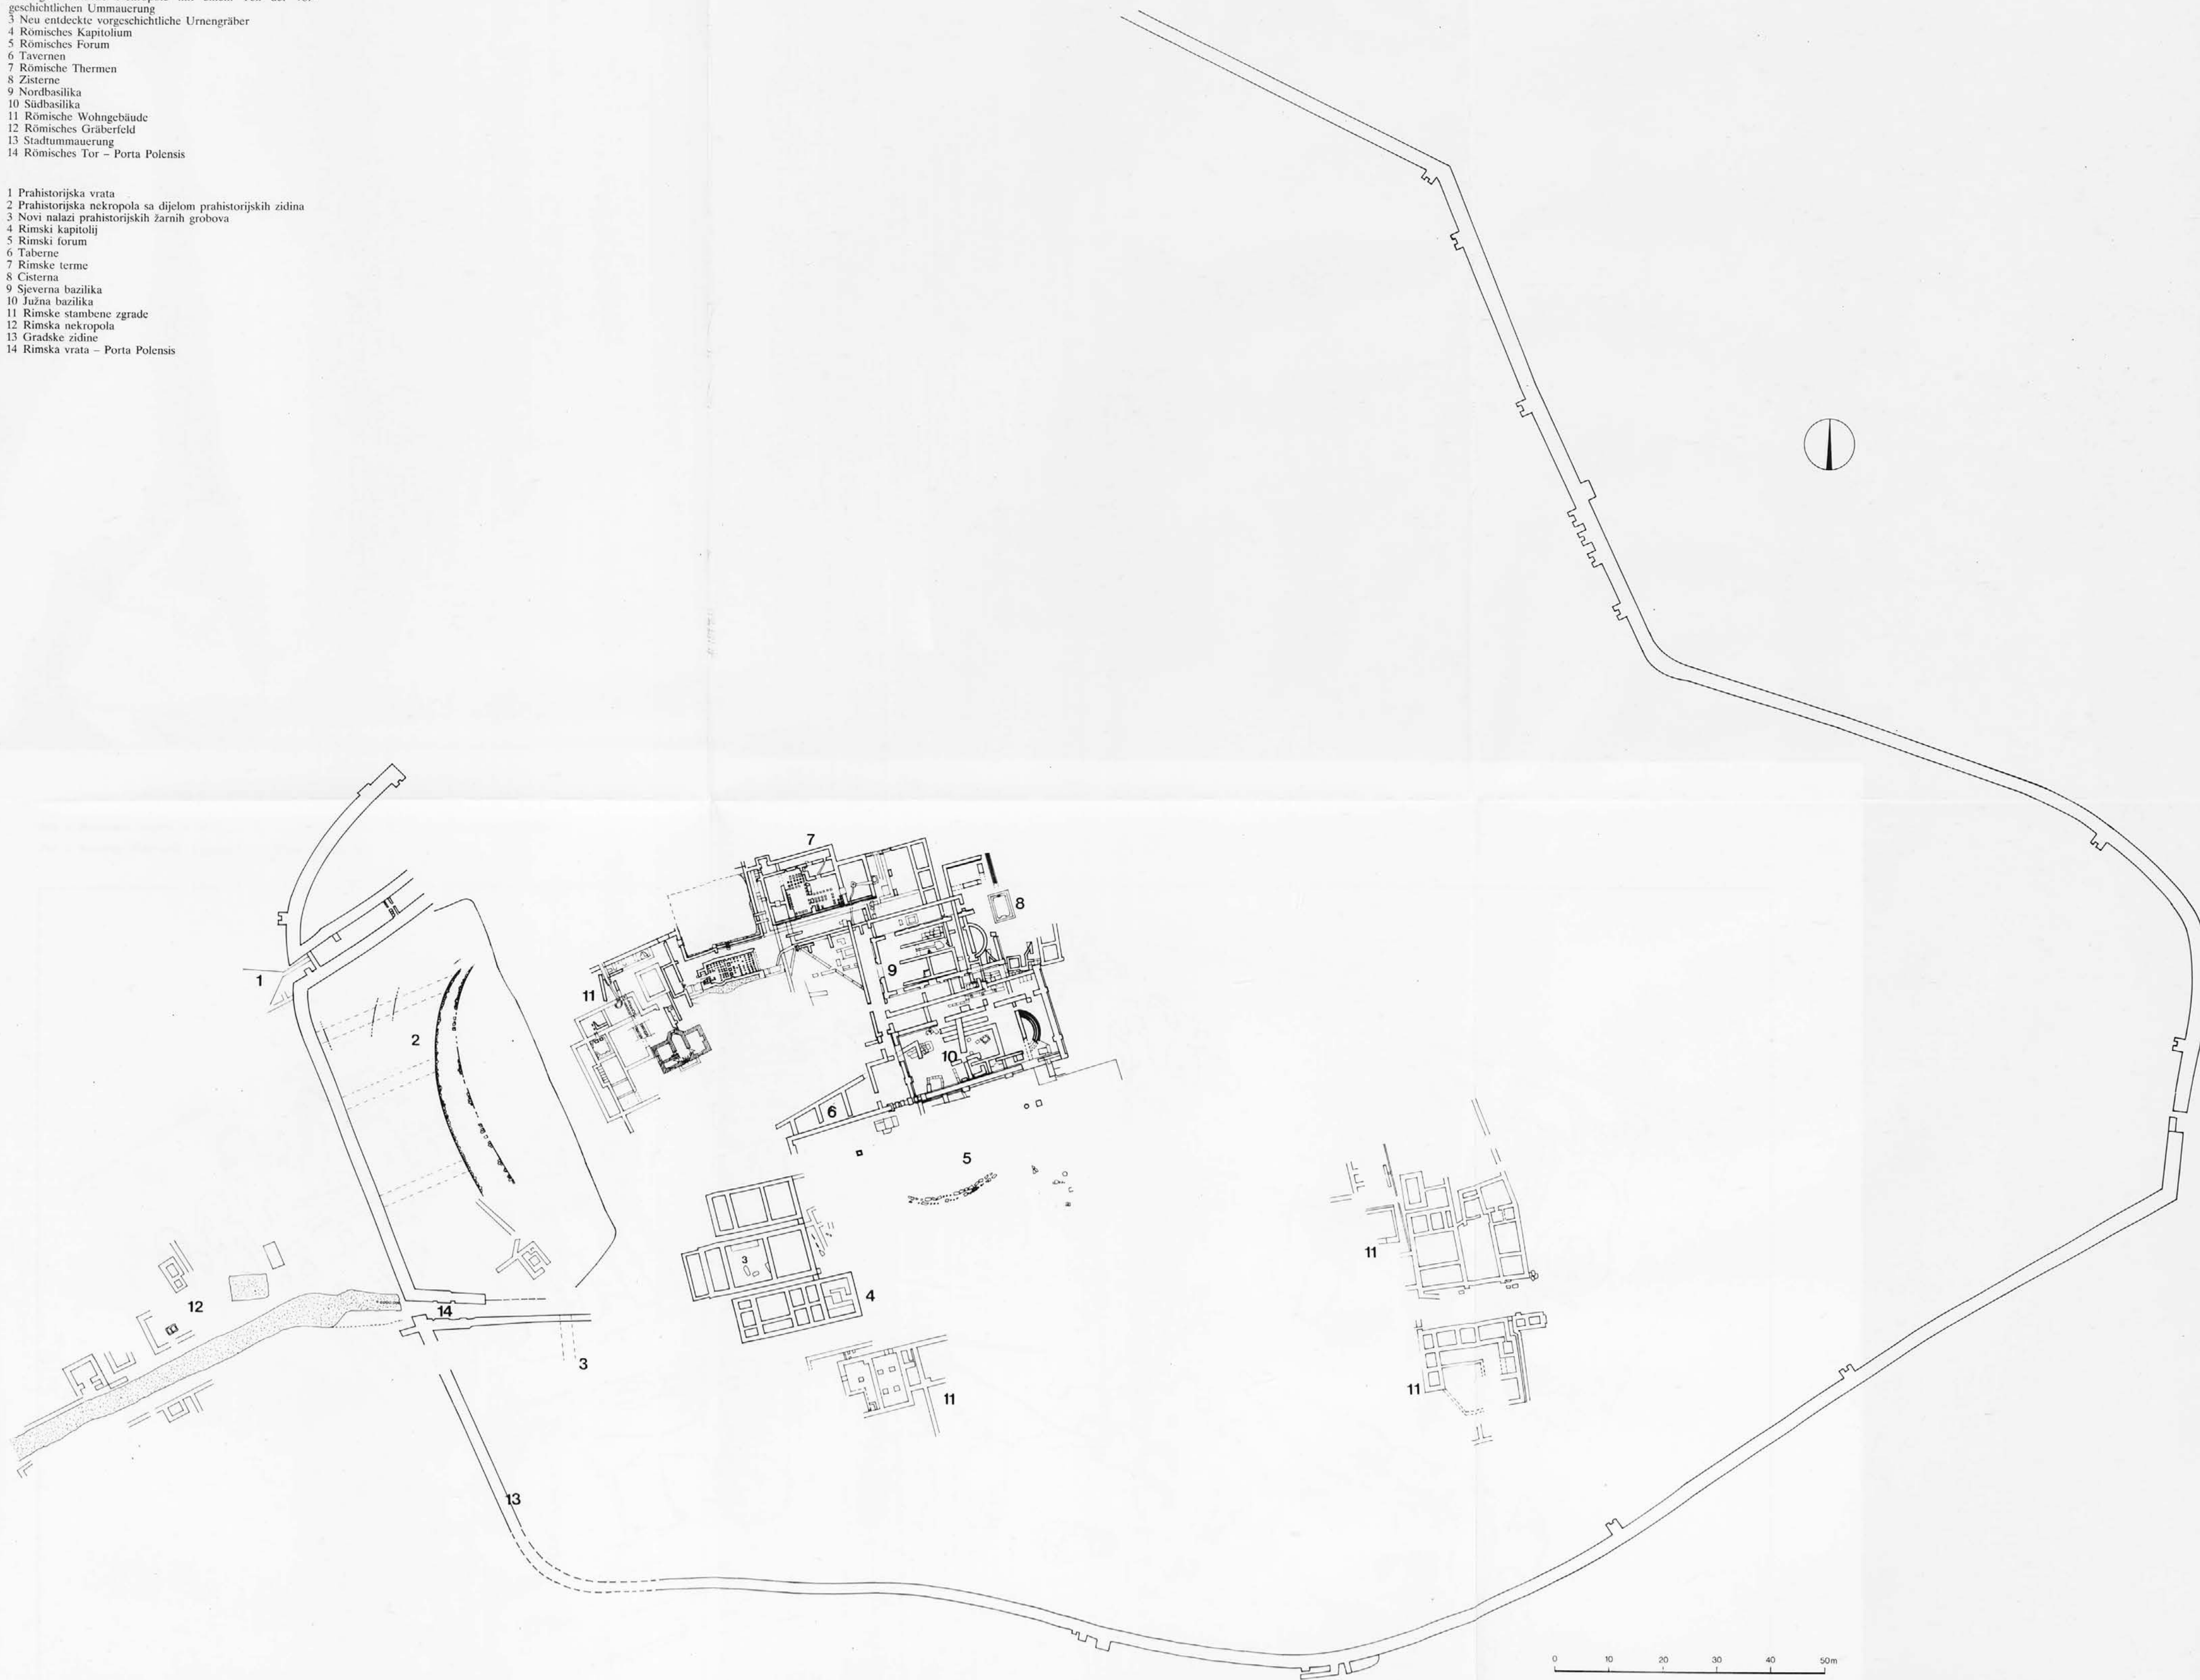 geschichtlichen Ummauerung
3 Neu entdeckte vorgeschichtliche Urnengräber
4 Römisches Kapitolium
5 Römisches Forum
6 Tavernen
7 Römische Thermen
8 Zisterne
9 Nordbasilika
10 Südbasilika
11 Römische Wohngebäude
12 Römisches Gräberfeld
13 Stadtummauerung
14 Römisches Tor – Porta Polensis
1 Prahistorijska vrata
2 Prahistorijska nekropola sa dijelom prahistorijskih zidina
3 Novi nalazi prahistorijskih žarnih grobova
4 Rimski kapitolij
5 Rimski forum
6 Taberne
7 Rimske terme
8 Cisterna
9 Sjeverna bazilika
10 Južna bazilika
11 Rimske stambene zgrade
12 Rimska nekropola
13 Gradske zidine
14 Rimska vrata – Porta Polensis
7
8
9
1
11
2
10
6
5
11
3
12
4
14
3
11
11
13
0 10 20 30 40 50m